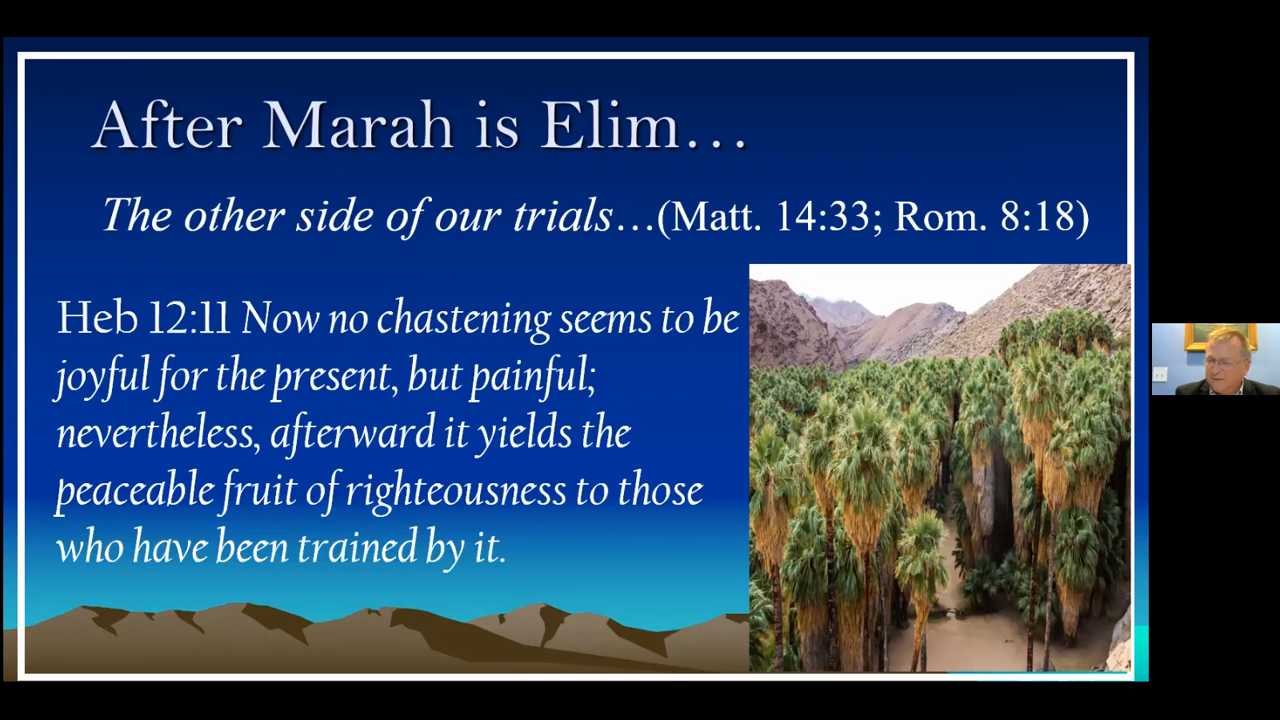 After Marah is Elim...
The other side of our trials...(Matt. 14:33; Rom. 8:18)
Heb 12:11 Now no chastening seems to be
joyful for the present, but painful;
nevertheless, afterward it yields the
peaceable fruit of righteousness to those
who have been trained by it.